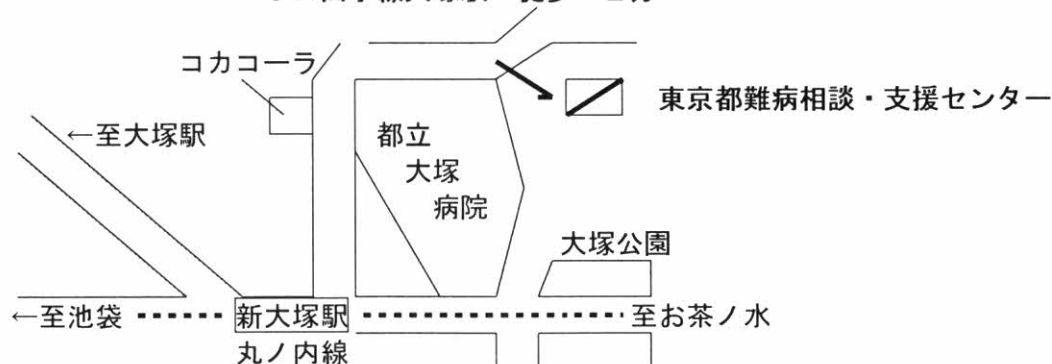 コカコーラ
東京都難病相談・支援センター
←至大塚駅
都立
大塚
病院
大塚公園
←至池袋
新大塚駅
至お茶ノ水
丸ノ内線